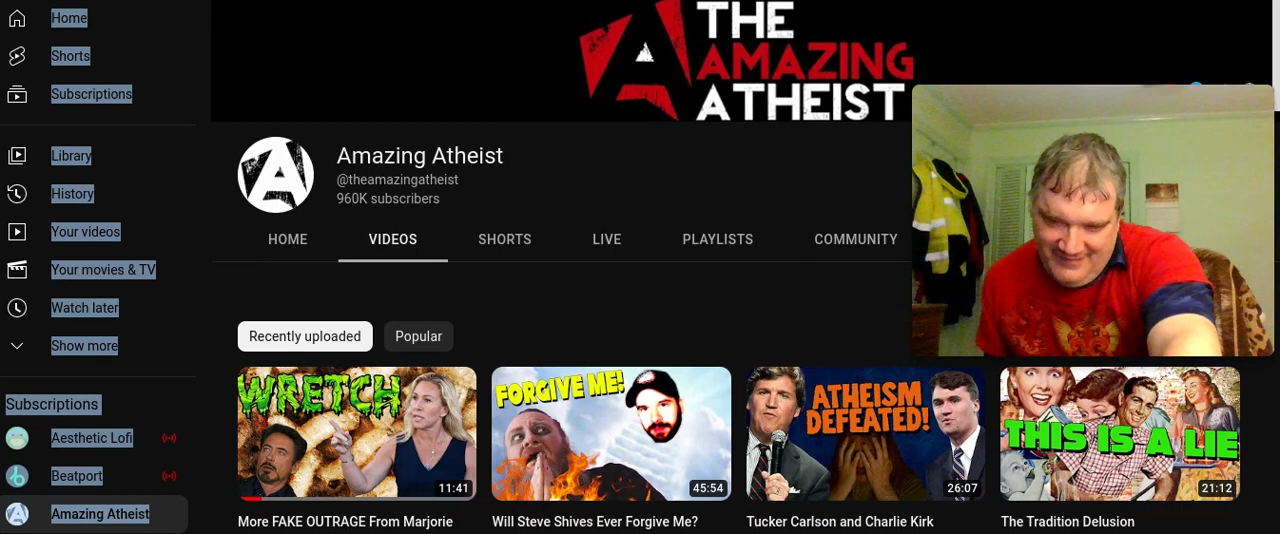 Home
Shorts
Subscriptions
Library
History
Your videos
Your movies & TV
Watch later
Show more
Subscriptions
Aesthetic Lofi
Beatport
Amazing Atheist
THE
AMAZING
ATHEIST
Amazing Atheist
@theamazingatheist
960K subscribers
HOME VIDEOS SHORTS LIVE PLAYLISTS COMMUNITY
Recently uploaded Popular
WRETCH
11:41
FORGIVE ME!
45:54
ATHEISM
DEFEATED!
26:07
THIS IS A LIE
21:12
More FAKE OUTRAGE From Marjorie
Will Steve Shives Ever Forgive Me?
Tucker Carlson and Charlie Kirk
The Tradition Delusion